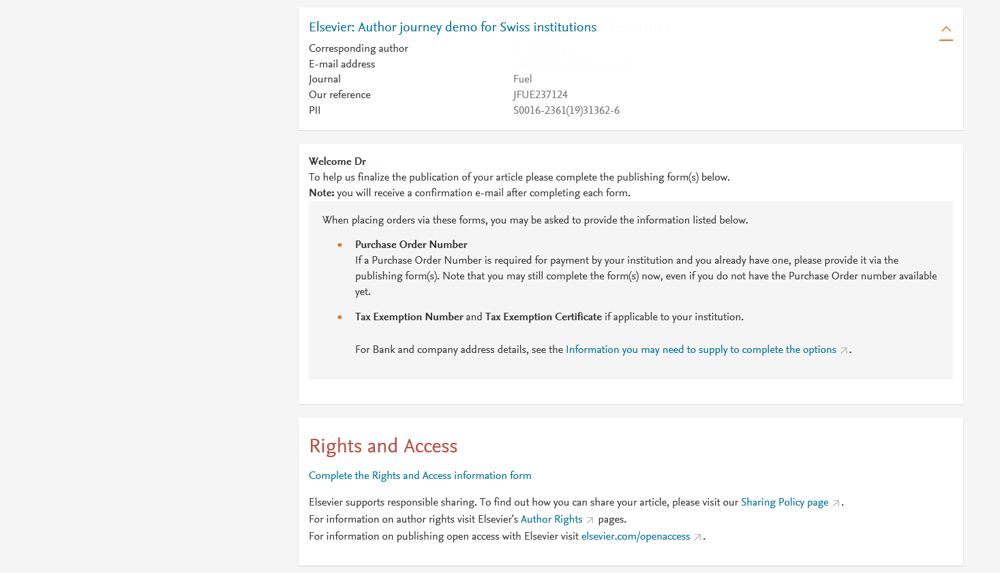 Elsevier: Author journey demo for Swiss institutions
Corresponding author
E-mail address
Journal Fuel
Our reference JFUE237124
PII S0016-2361(19)31362-6
Welcome Dr
To help us finalize the publication of your article please complete the publishing form(s) below.
Note: you will receive a confirmation e-mail after completing each form.
When placing orders via these forms, you may be asked to provide the information listed below.
• Purchase Order Number
If a Purchase Order Number is required for payment by your institution and you already have one, please provide it via the
publishing form(s). Note that you may still complete the form(s) now, even if you do not have the Purchase Order number available
yet.
• Tax Exemption Number and Tax Exemption Certificate if applicable to your institution.
For Bank and company address details, see the Information you may need to supply to complete the options.
Rights and Access
Complete the Rights and Access information form
Elsevier supports responsible sharing. To find out how you can share your article, please visit our Sharing Policy page.
For information on author rights visit Elsevier's Author Rights pages.
For information on publishing open access with Elsevier visit elsevier.com/openaccess.